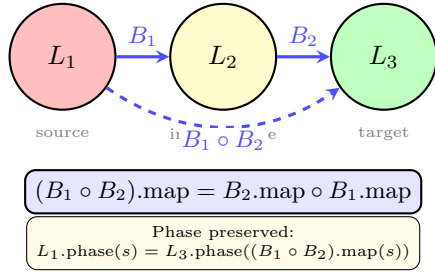 B₁ B₂
L₁ L₂ L₃
source target
B₁ ∘ B₂
(B₁ ∘ B₂).map = B₂.map ∘ B₁.map
Phase preserved:
L₁.phase(s) = L₃.phase((B₁ ∘ B₂).map(s))